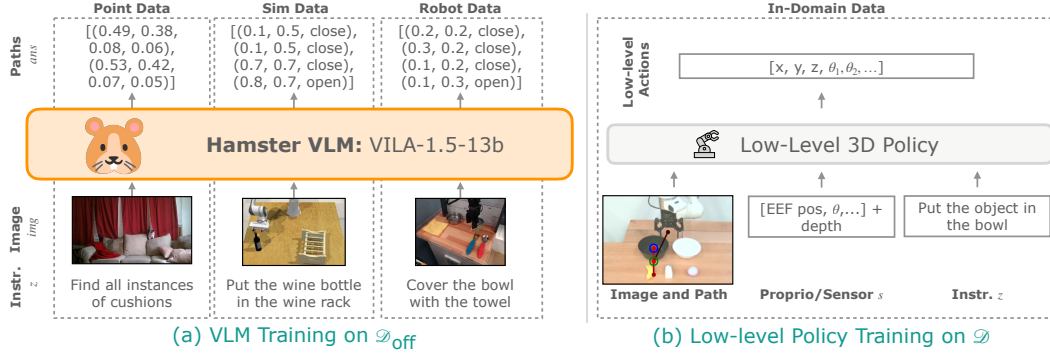 Point Data
Sim Data
Robot Data
In-Domain Data
Paths
ans
[(0.49, 0.38,
0.08, 0.06),
(0.53, 0.42,
0.07, 0.05)]
[(0.1, 0.5, close),
(0.1, 0.5, close),
(0.7, 0.7, close),
(0.8, 0.7, open)]
[(0.2, 0.2, close),
(0.3, 0.2, close),
(0.1, 0.2, close),
(0.1, 0.3, open)]
Low-level
Actions
[x, y, z, θ₁, θ₂, …]
Hamster VLM: VILA-1.5-13b
Low-Level 3D Policy
Image
img
[EEF pos, θ,…] +
depth
Put the object in
the bowl
Instr.
z
Find all instances
of cushions
Put the wine bottle
in the wine rack
Cover the bowl
with the towel
Image and Path
Proprio/Sensor s
Instr. z
(a) VLM Training on 𝒟off
(b) Low-level Policy Training on 𝒟